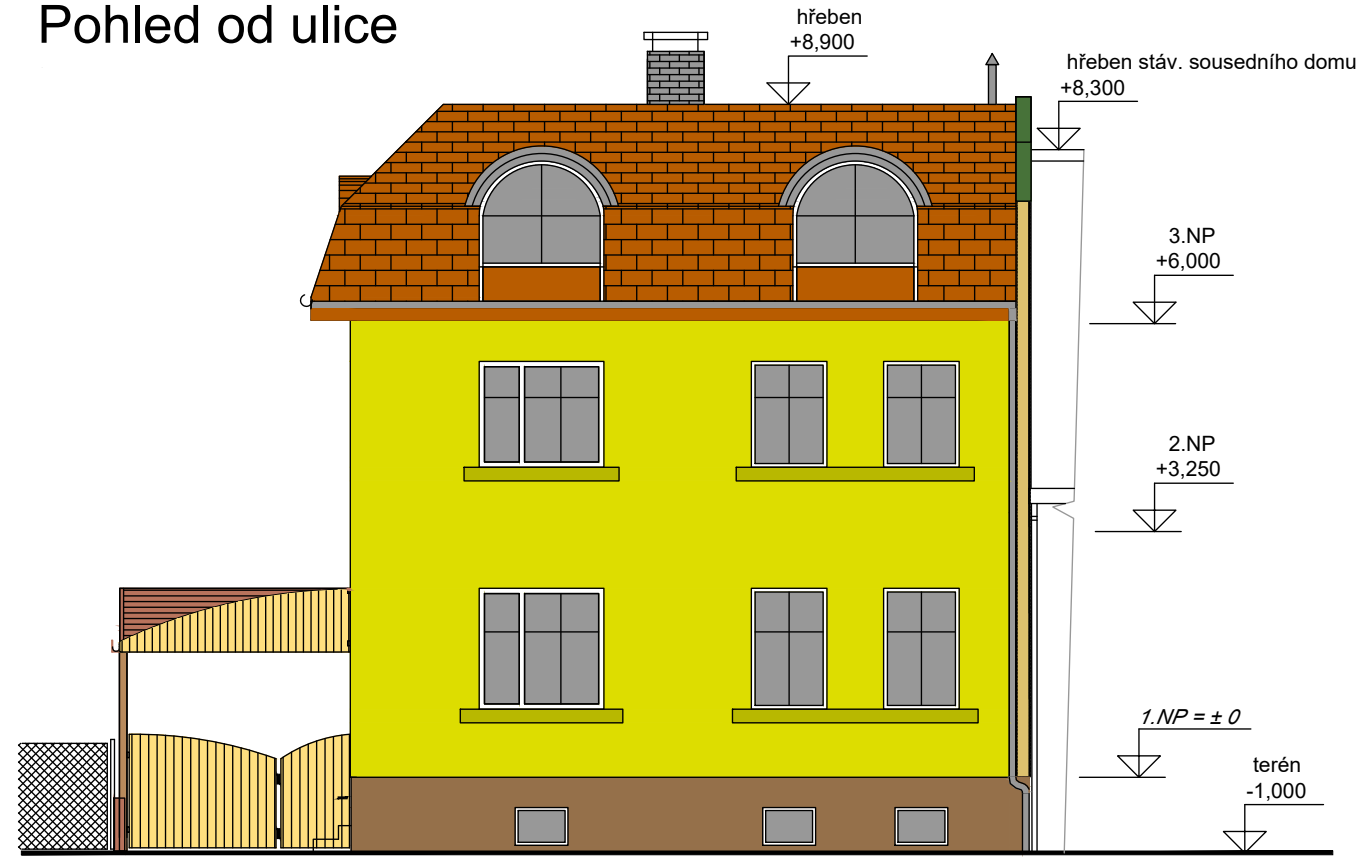 Pohled od ulice
hřeben
+8,900
hřeben stáv. sousedního domu
+8,300
3.NP
+6,000
2.NP
+3,250
1.NP = ± 0
terén
-1,000